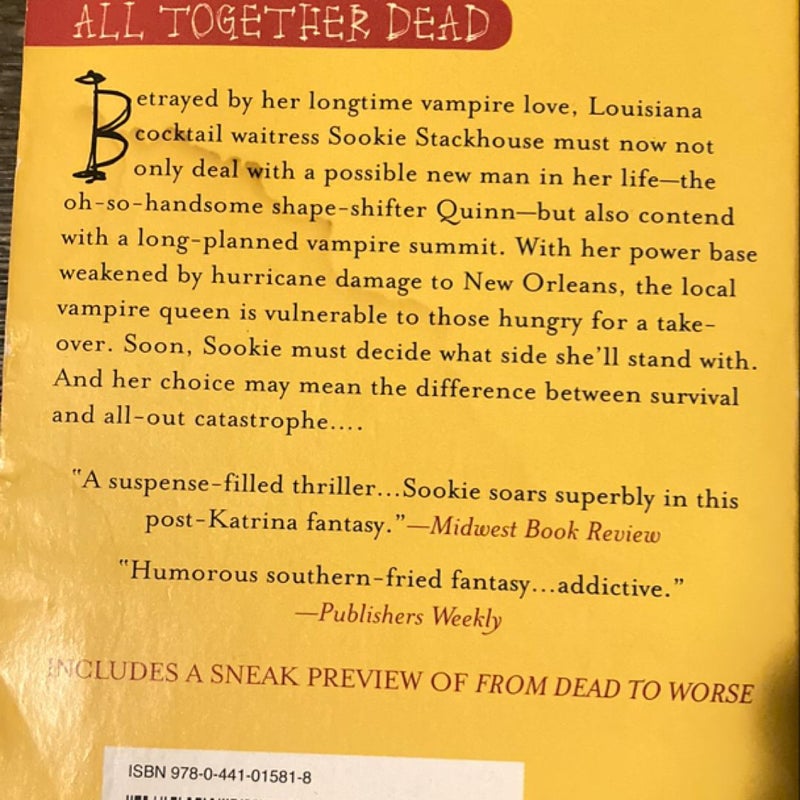 ALL TOGETHER DEAD
Betrayed by her longtime vampire love, Louisiana
cocktail waitress Sookie Stackhouse must now not
only deal with a possible new man in her life—the
oh-so-handsome shape-shifter Quinn—but also contend
with a long-planned vampire summit. With her power base
weakened by hurricane damage to New Orleans, the local
vampire queen is vulnerable to those hungry for a take-
over. Soon, Sookie must decide what side she'll stand with.
And her choice may mean the difference between survival
and all-out catastrophe....
"A suspense-filled thriller...Sookie soars superbly in this
post-Katrina fantasy."—Midwest Book Review
"Humorous southern-fried fantasy...addictive."
—Publishers Weekly
INCLUDES A SNEAK PREVIEW OF FROM DEAD TO WORSE
ISBN 978-0-441-01581-8